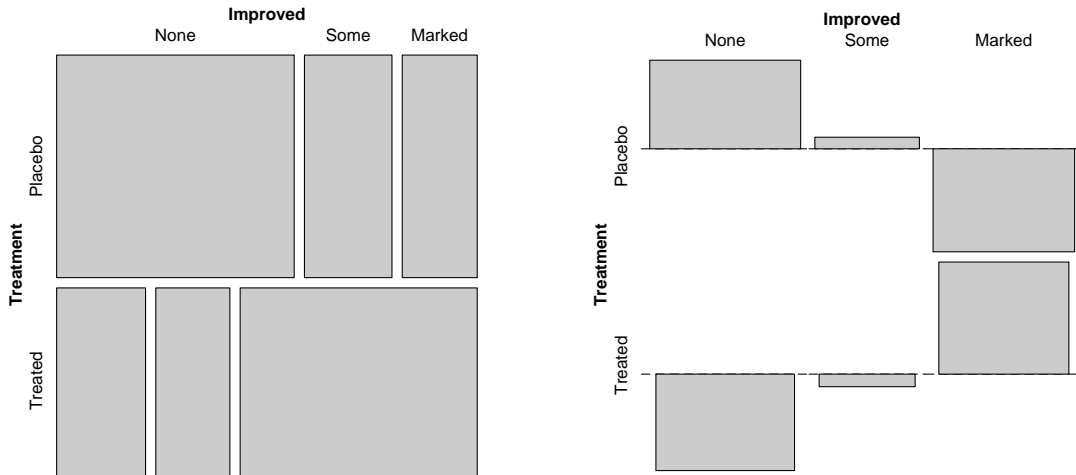 Improved
None Some Marked
Treatment
Placebo
Treated
Improved
None Some Marked
Treatment
Placebo
Treated